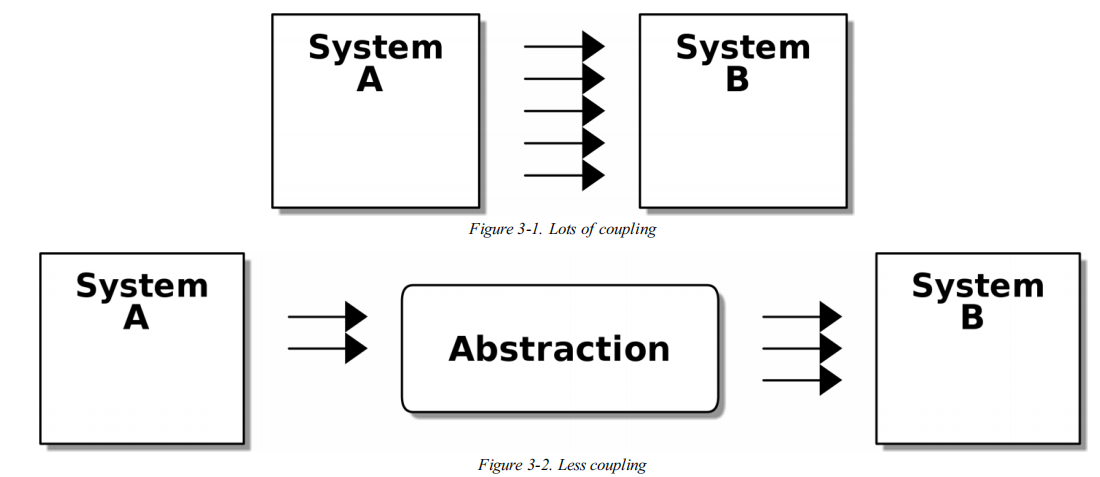 System
A
System
B
Figure 3-1. Lots of coupling
System
A
Abstraction
System
B
Figure 3-2. Less coupling